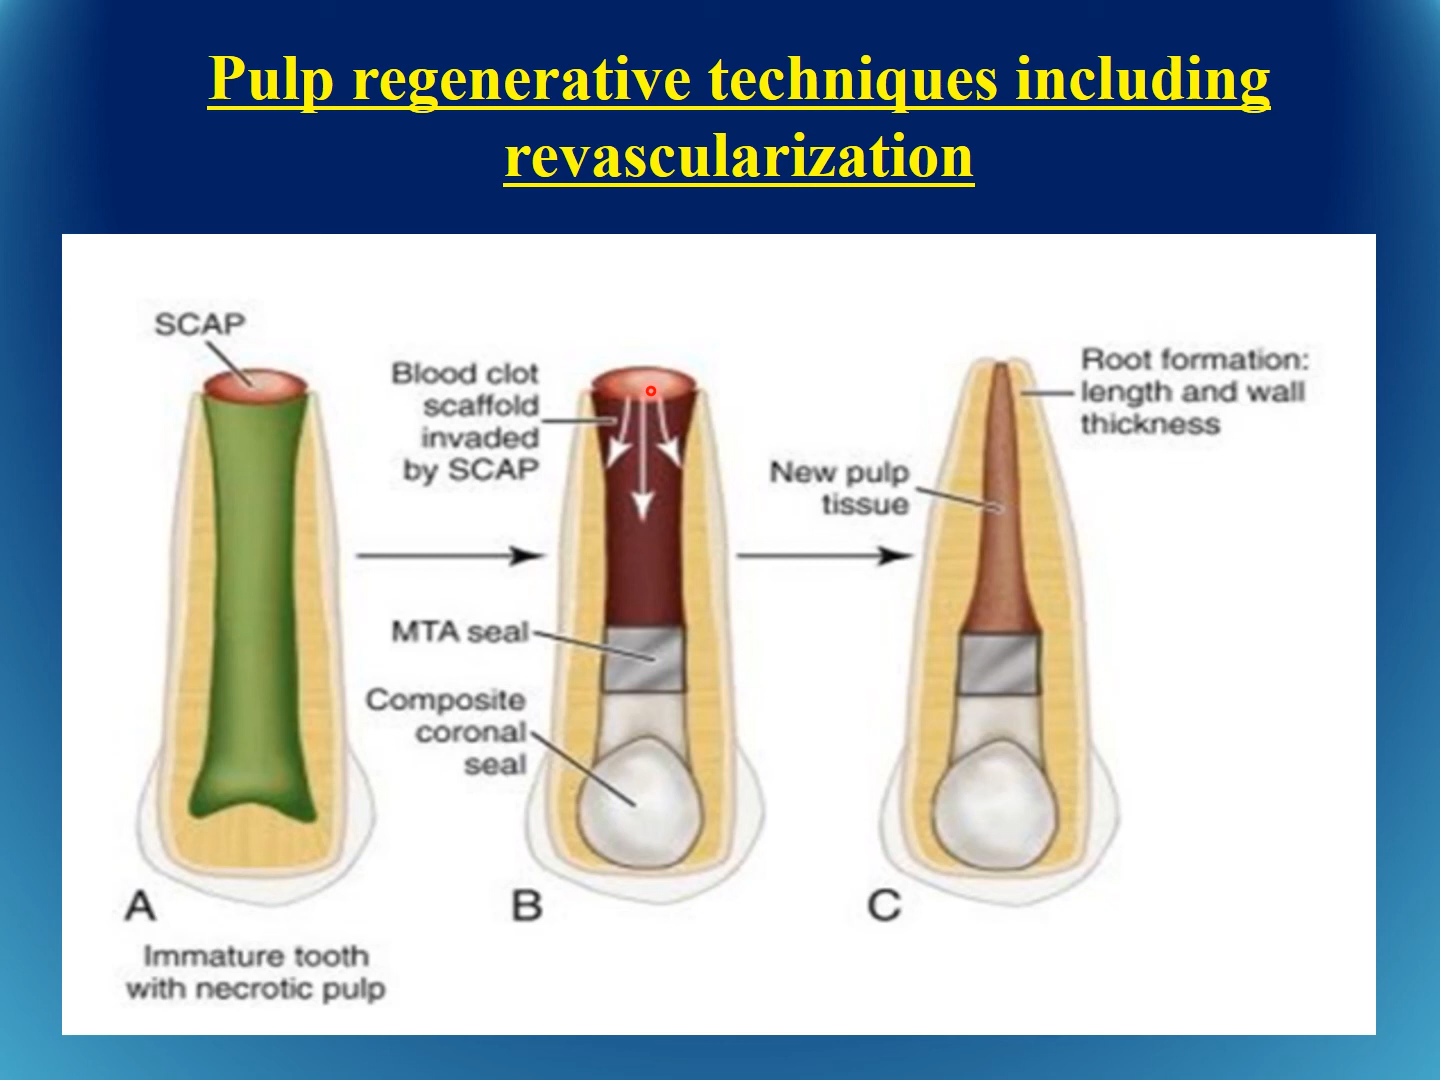 Pulp regenerative techniques including
revascularization
SCAP
Blood clot
scaffold
invaded
by SCAP
MTA seal
Composite
coronal
seal
New pulp
tissue
Root formation:
length and wall
thickness
A
B
C
Immature tooth
with necrotic pulp